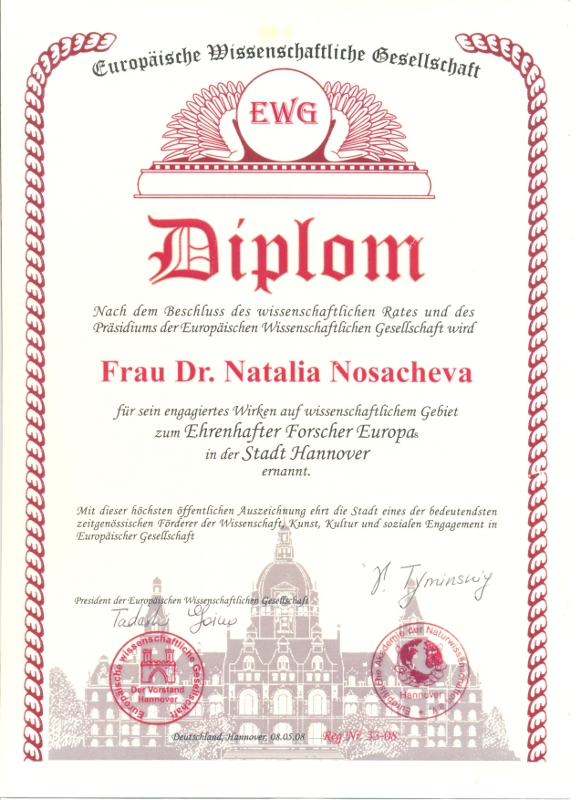 Europäische Wissenschaftliche Gesellschaft
EWG
Diplom
Nach dem Beschluss des wissenschaftlichen Rates und des
Präsidiums der Europäischen Wissenschaftlichen Gesellschaft wird
Frau Dr. Natalia Nosacheva
für sein engagiertes Wirken auf wissenschaftlichem Gebiet
zum Ehrenhafter Forscher Europas
in der Stadt Hannover
ernannt.
Mit dieser höchsten öffentlichen Auszeichnung ehrt die Stadt eines der bedeutendsten
zeitgenössischen Förderer der Wissenschaft, Kunst, Kultur und sozialen Engagement in
Europäischer Gesellschaft
V. Tyminskiy
President der Europäischen Wissenschaftlichen Gesellschaft
Europäische wissenschaftliche Gesellschaft
Der Vorstand
Hannover
Europäische Akademie der Naturwissenschaften e.V.
Hannover
Deutschland, Hannover, 08.05.08
Reg Nr. 33-08